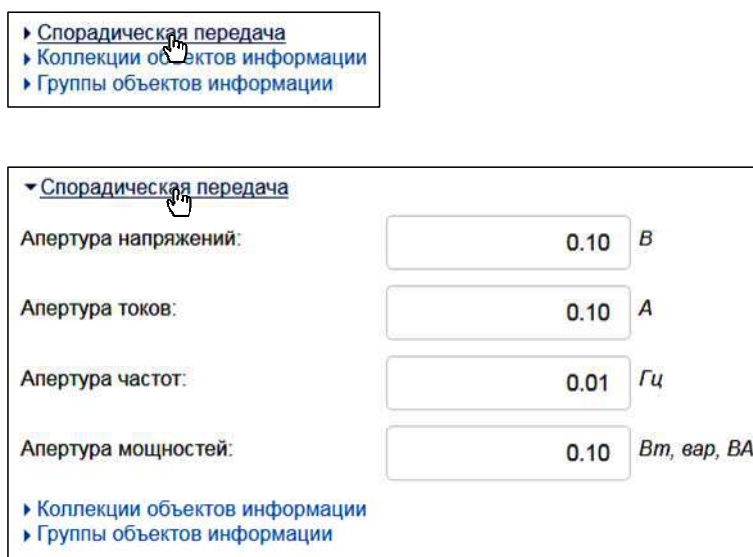 Спорадическая передача
Коллекции объектов информации
Группы объектов информации
Спорадическая передача
Апертура напряжений: 0.10 В
Апертура токов: 0.10 А
Апертура частот: 0.01 Гц
Апертура мощностей: 0.10 Вт, вар, ВА
Коллекции объектов информации
Группы объектов информации